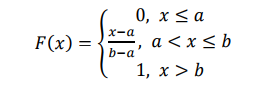 0, x ≤ a
F(x) = { x−a / b−a, a < x ≤ b
1, x > b